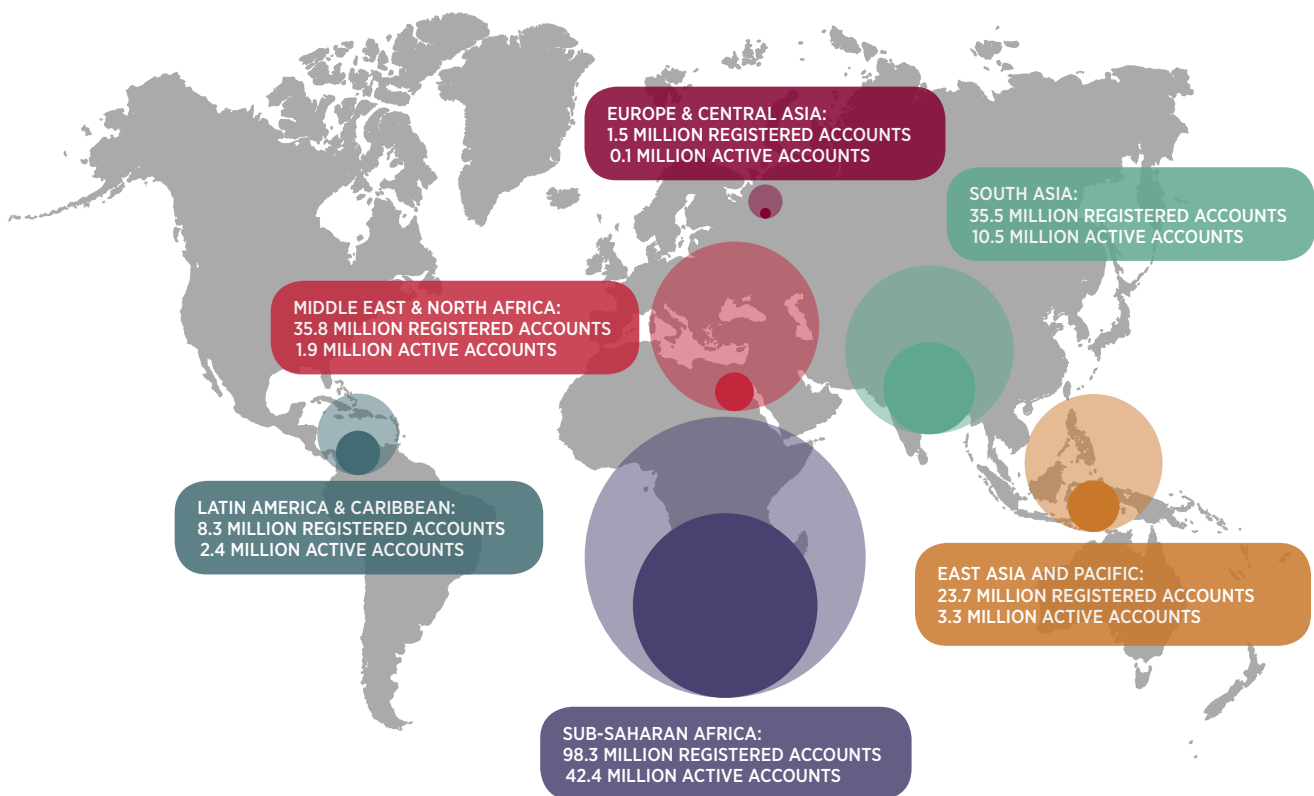 EUROPE & CENTRAL ASIA:
1.5 MILLION REGISTERED ACCOUNTS
0.1 MILLION ACTIVE ACCOUNTS
SOUTH ASIA:
35.5 MILLION REGISTERED ACCOUNTS
10.5 MILLION ACTIVE ACCOUNTS
MIDDLE EAST & NORTH AFRICA:
35.8 MILLION REGISTERED ACCOUNTS
1.9 MILLION ACTIVE ACCOUNTS
LATIN AMERICA & CARIBBEAN:
8.3 MILLION REGISTERED ACCOUNTS
2.4 MILLION ACTIVE ACCOUNTS
EAST ASIA AND PACIFIC:
23.7 MILLION REGISTERED ACCOUNTS
3.3 MILLION ACTIVE ACCOUNTS
SUB-SAHARAN AFRICA:
98.3 MILLION REGISTERED ACCOUNTS
42.4 MILLION ACTIVE ACCOUNTS